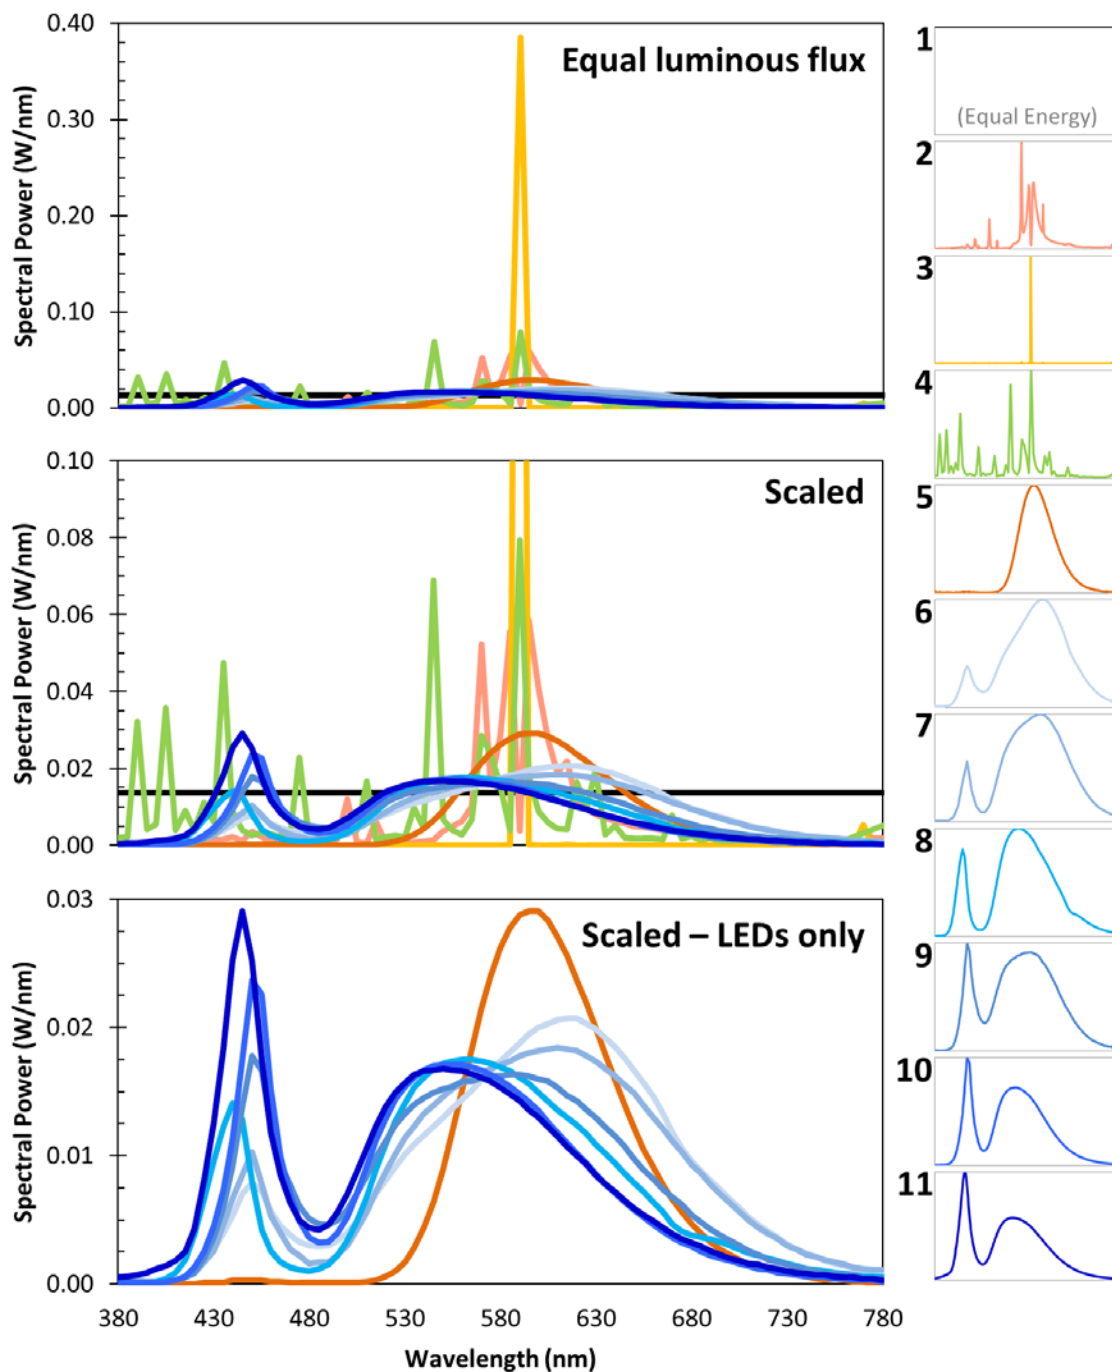 Equal luminous flux
Spectral Power (W/nm)
0.40
0.30
0.20
0.10
0.00
Scaled
Spectral Power (W/nm)
0.10
0.08
0.06
0.04
0.02
0.00
Scaled – LEDs only
Spectral Power (W/nm)
0.03
0.02
0.01
0.00
380 430 480 530 580 630 680 730 780
Wavelength (nm)
1
(Equal Energy)
2
3
4
5
6
7
8
9
10
11